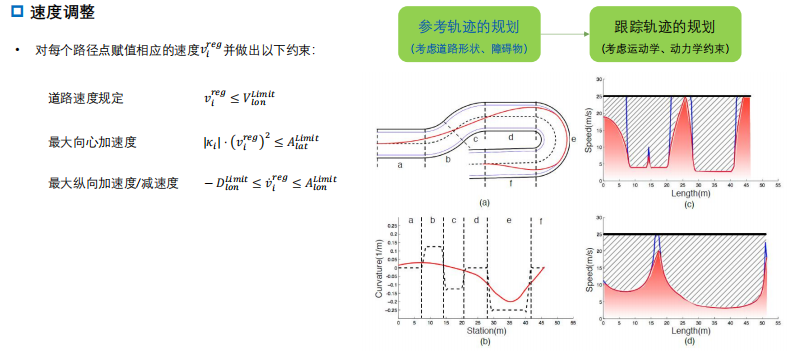 速度调整
• 对每个路径点赋值相应的速度v_i^{reg}并做出以下约束：
道路速度规定 v_i^{reg} ≤ V_{lon}^{Limit}
最大向心加速度 |κ_i| · (v_i^{reg})^2 ≤ A_{lat}^{Limit}
最大纵向加速度/减速度 − D_{lon}^{Limit} ≤ v̇_i^{reg} ≤ A_{lon}^{Limit}
参考轨迹的规划
(考虑道路形状、障碍物)
跟踪轨迹的规划
(考虑运动学、动力学约束)
a b c d e f
(a)
Speed(m/s)
30
25
20
15
10
5
0
0 5 10 15 20 25 30 35 40 45 50 55
Length(m)
(c)
a b c d e f
Curvature(1/m)
0.25
0.2
0.15
0.1
0.05
0
-0.05
-0.1
-0.15
-0.2
-0.25
0 5 10 15 20 25 30 35 40 45 50 55
Station(m)
(b)
Speed(m/s)
30
25
20
15
10
5
0
0 5 10 15 20 25 30 35 40 45 50 55
Length(m)
(d)